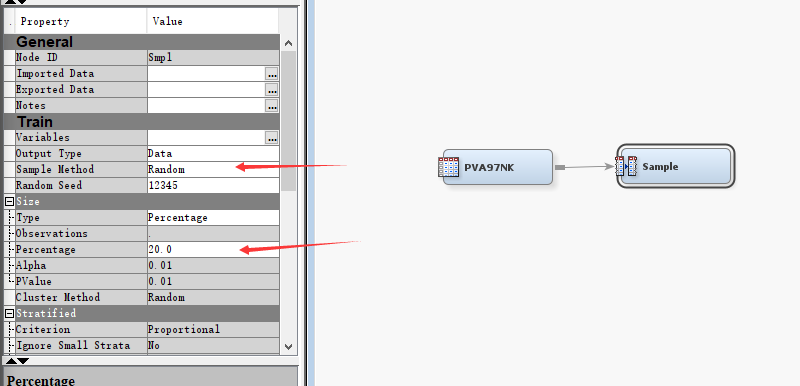 . Property Value
General
Node ID Smpl
Imported Data ...
Exported Data ...
Notes ...
Train
Variables ...
Output Type Data
Sample Method Random
Random Seed 12345
Size
Type Percentage
Observations .
Percentage 20.0
Alpha 0.01
PValue 0.01
Cluster Method Random
Stratified
Criterion Proportional
Ignore Small Strata No
Percentage
PVA97NK
Sample